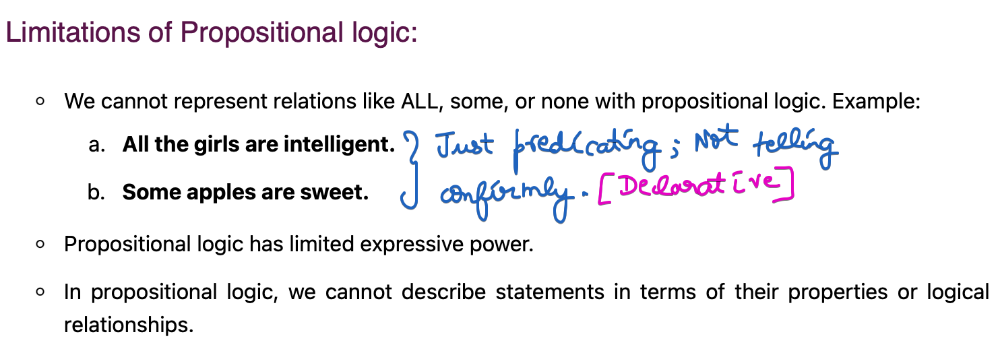 Limitations of Propositional logic:
○ We cannot represent relations like ALL, some, or none with propositional logic. Example:
a. All the girls are intelligent. } Just predicating; Not telling
b. Some apples are sweet. confirmly. [Declarative]
○ Propositional logic has limited expressive power.
○ In propositional logic, we cannot describe statements in terms of their properties or logical
relationships.